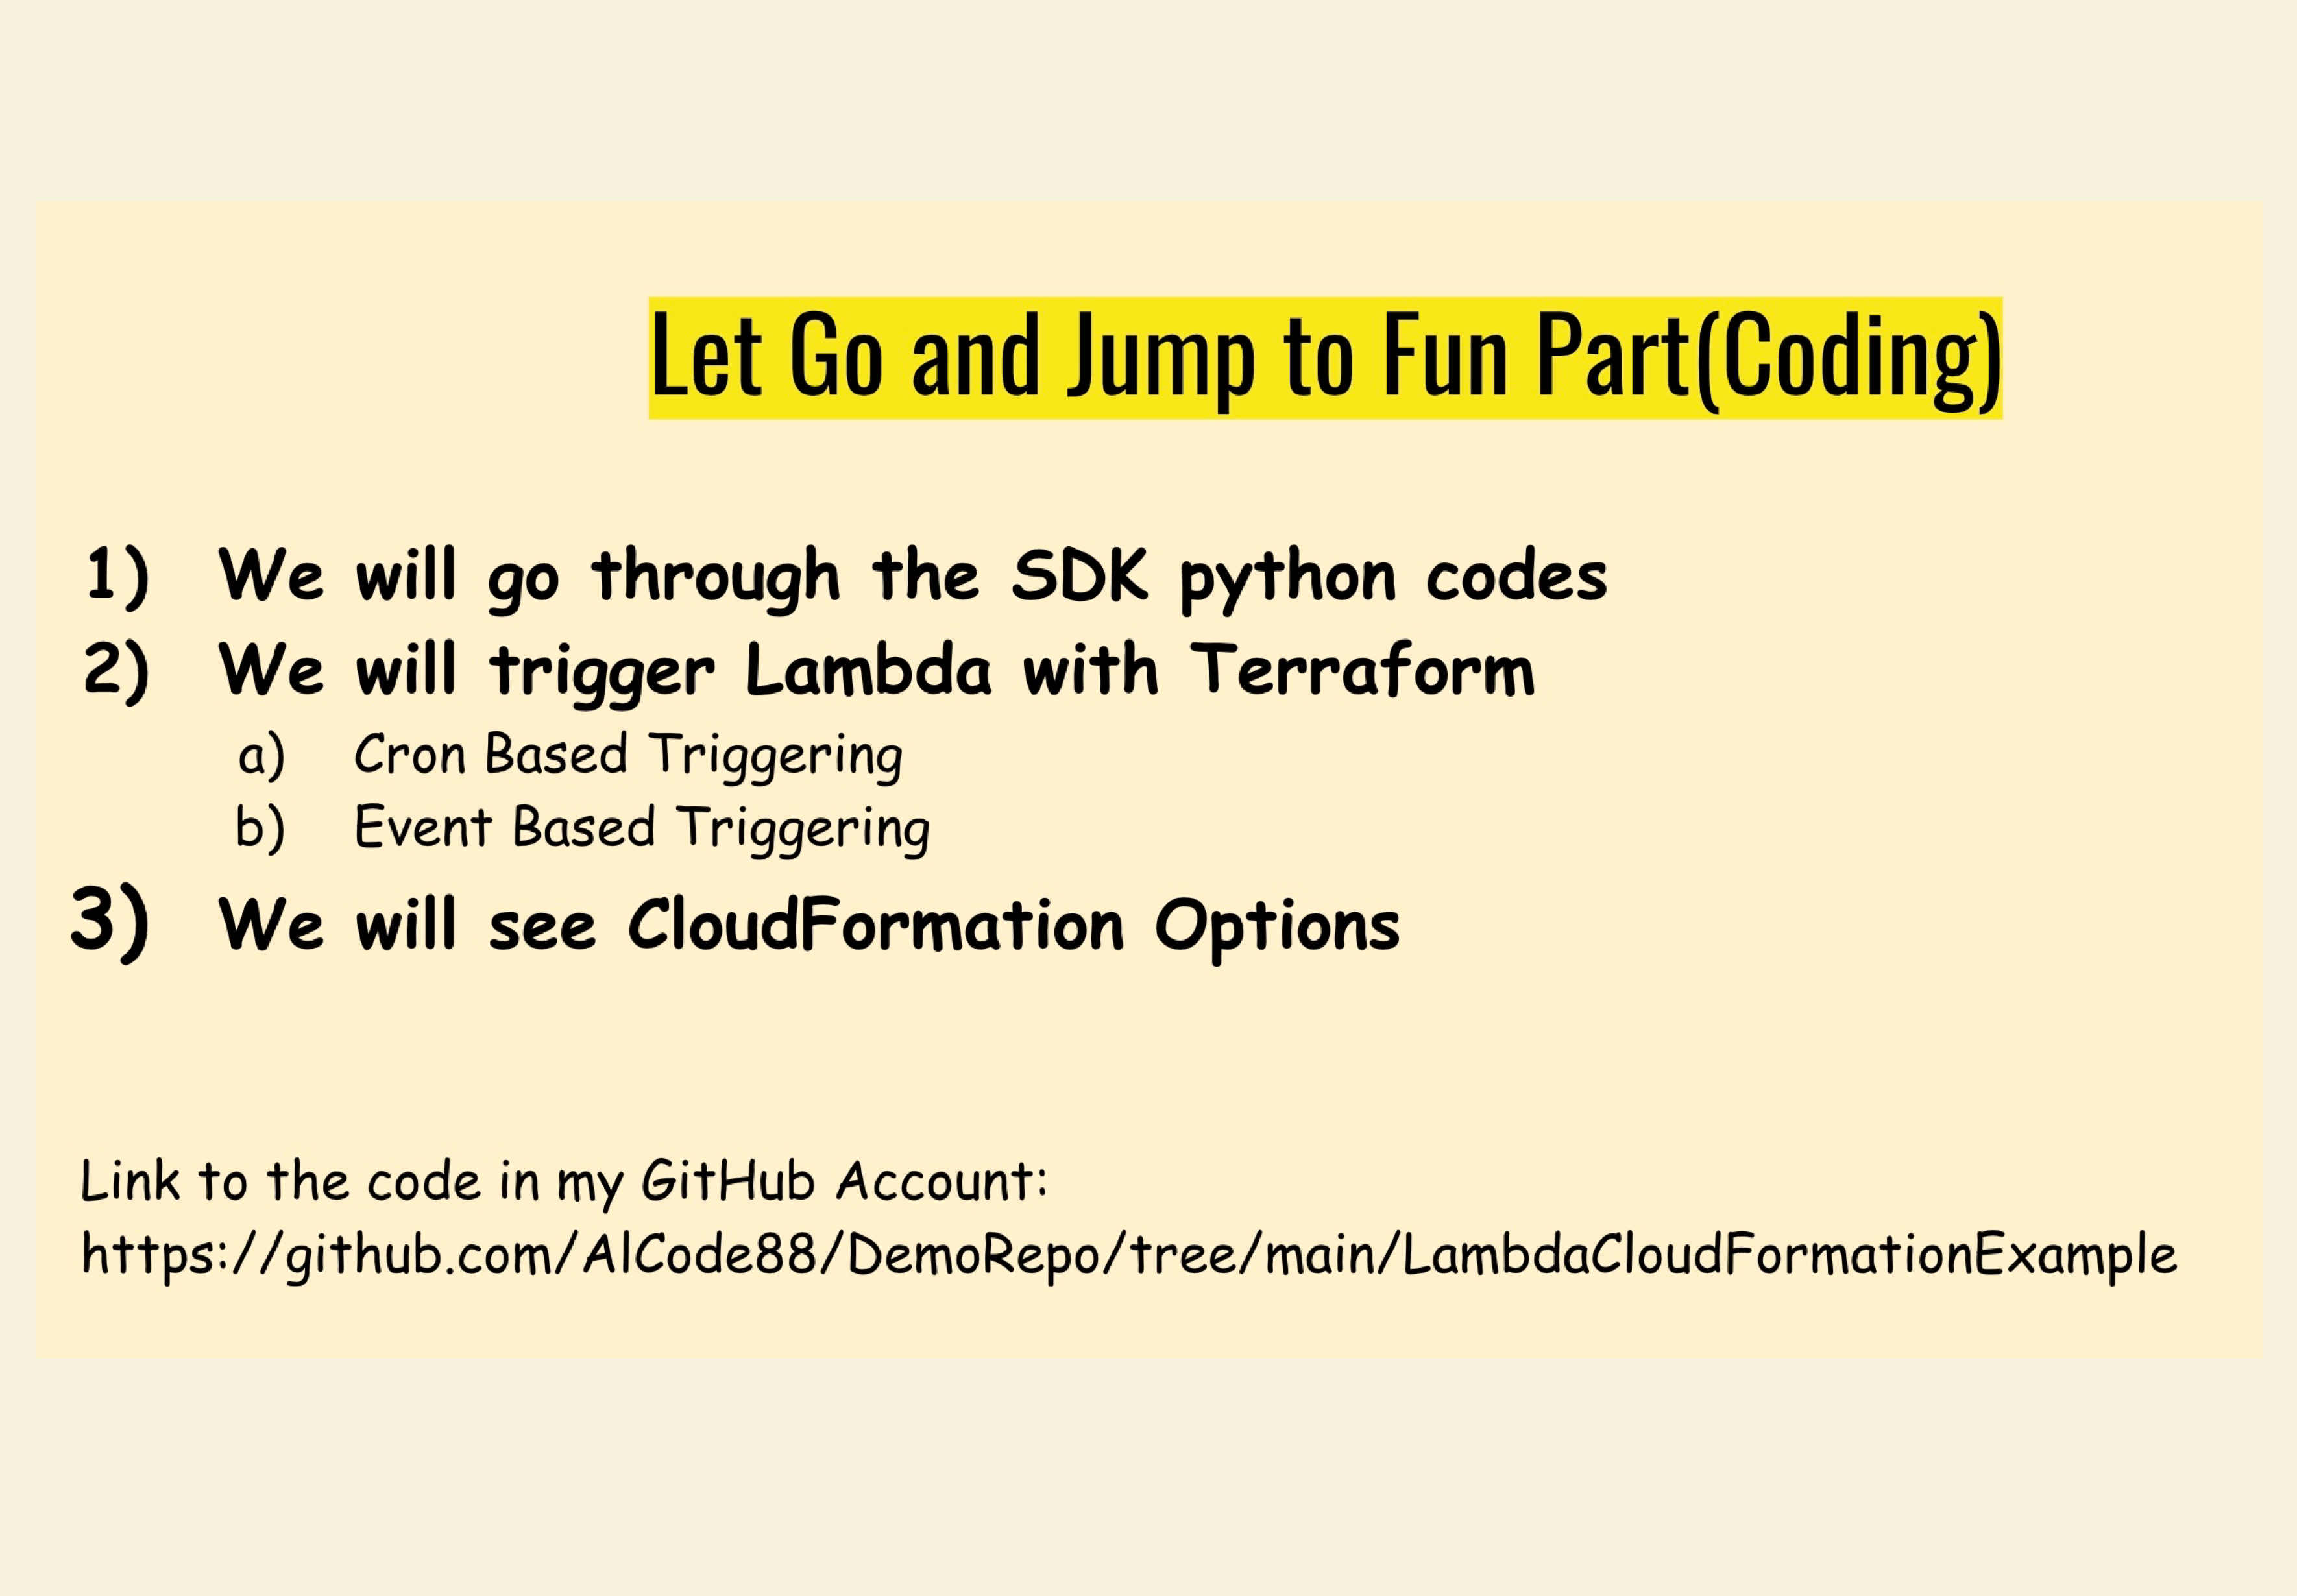 Let Go and Jump to Fun Part(Coding)
1) We will go through the SDK python codes
2) We will trigger Lambda with Terraform
a) Cron Based Triggering
b) Event Based Triggering
3) We will see CloudFormation Options
Link to the code in my GitHub Account:
https://github.com/AlCode88/DemoRepo/tree/main/LambdaCloudFormationExample